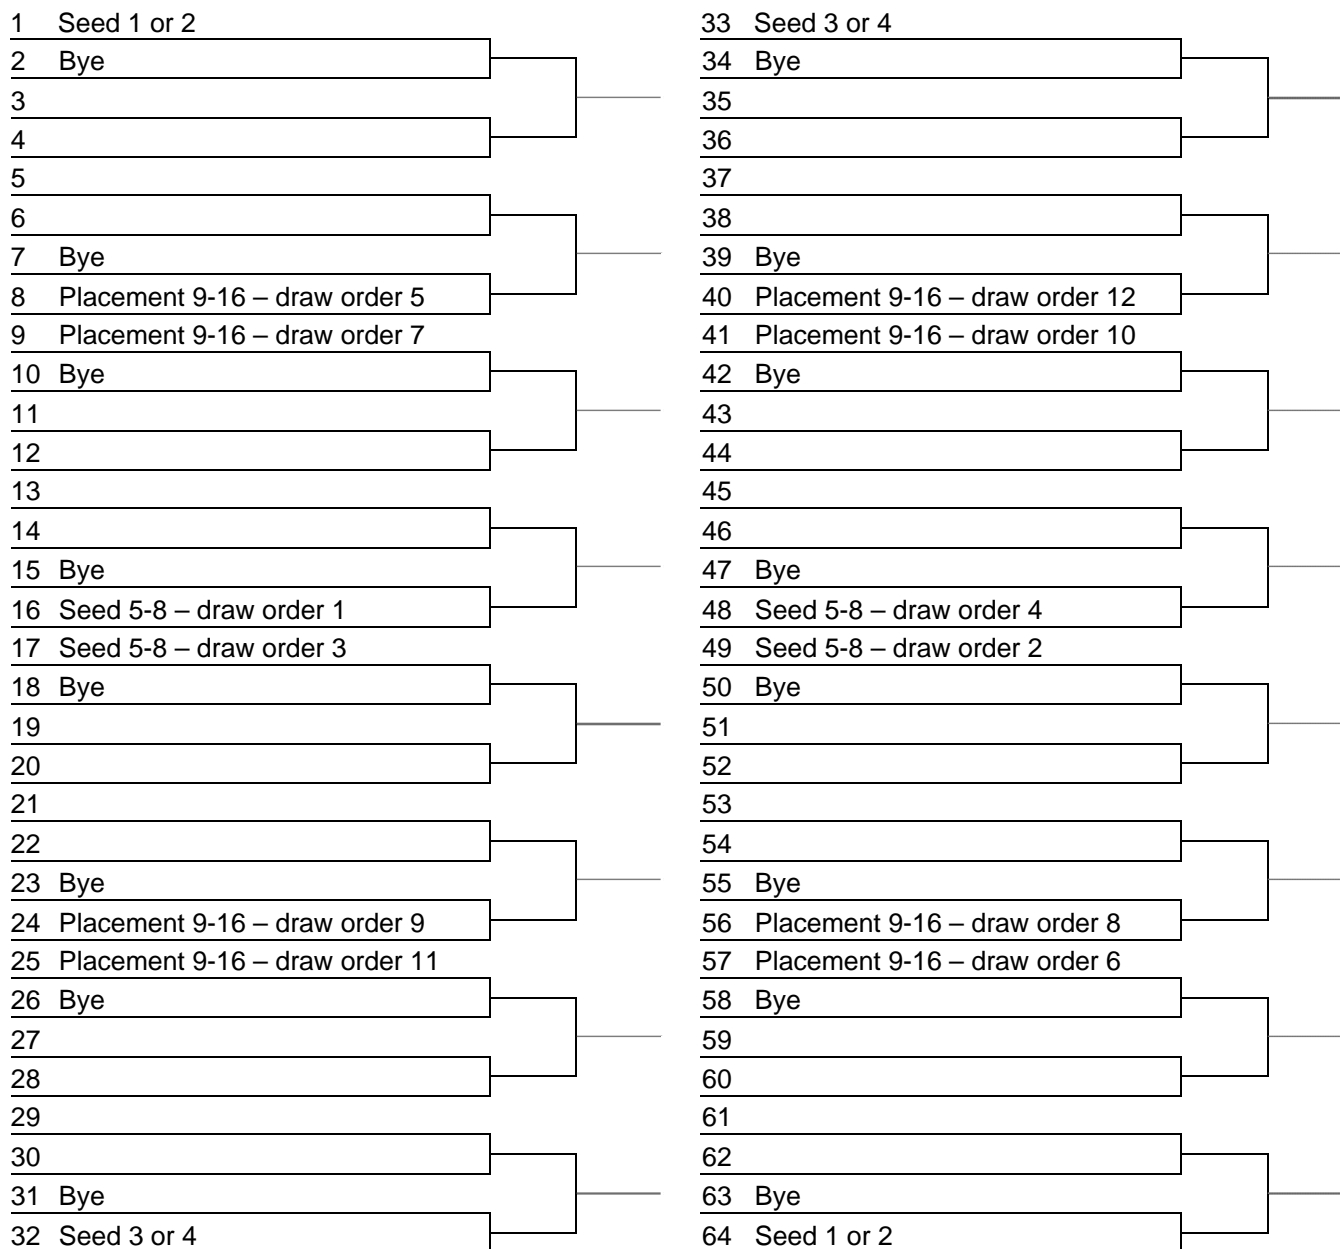 1 Seed 1 or 2
2 Bye
3
4
5
6
7 Bye
8 Placement 9-16 – draw order 5
9 Placement 9-16 – draw order 7
10 Bye
11
12
13
14
15 Bye
16 Seed 5-8 – draw order 1
17 Seed 5-8 – draw order 3
18 Bye
19
20
21
22
23 Bye
24 Placement 9-16 – draw order 9
25 Placement 9-16 – draw order 11
26 Bye
27
28
29
30
31 Bye
32 Seed 3 or 4
33 Seed 3 or 4
34 Bye
35
36
37
38
39 Bye
40 Placement 9-16 – draw order 12
41 Placement 9-16 – draw order 10
42 Bye
43
44
45
46
47 Bye
48 Seed 5-8 – draw order 4
49 Seed 5-8 – draw order 2
50 Bye
51
52
53
54
55 Bye
56 Placement 9-16 – draw order 8
57 Placement 9-16 – draw order 6
58 Bye
59
60
61
62
63 Bye
64 Seed 1 or 2